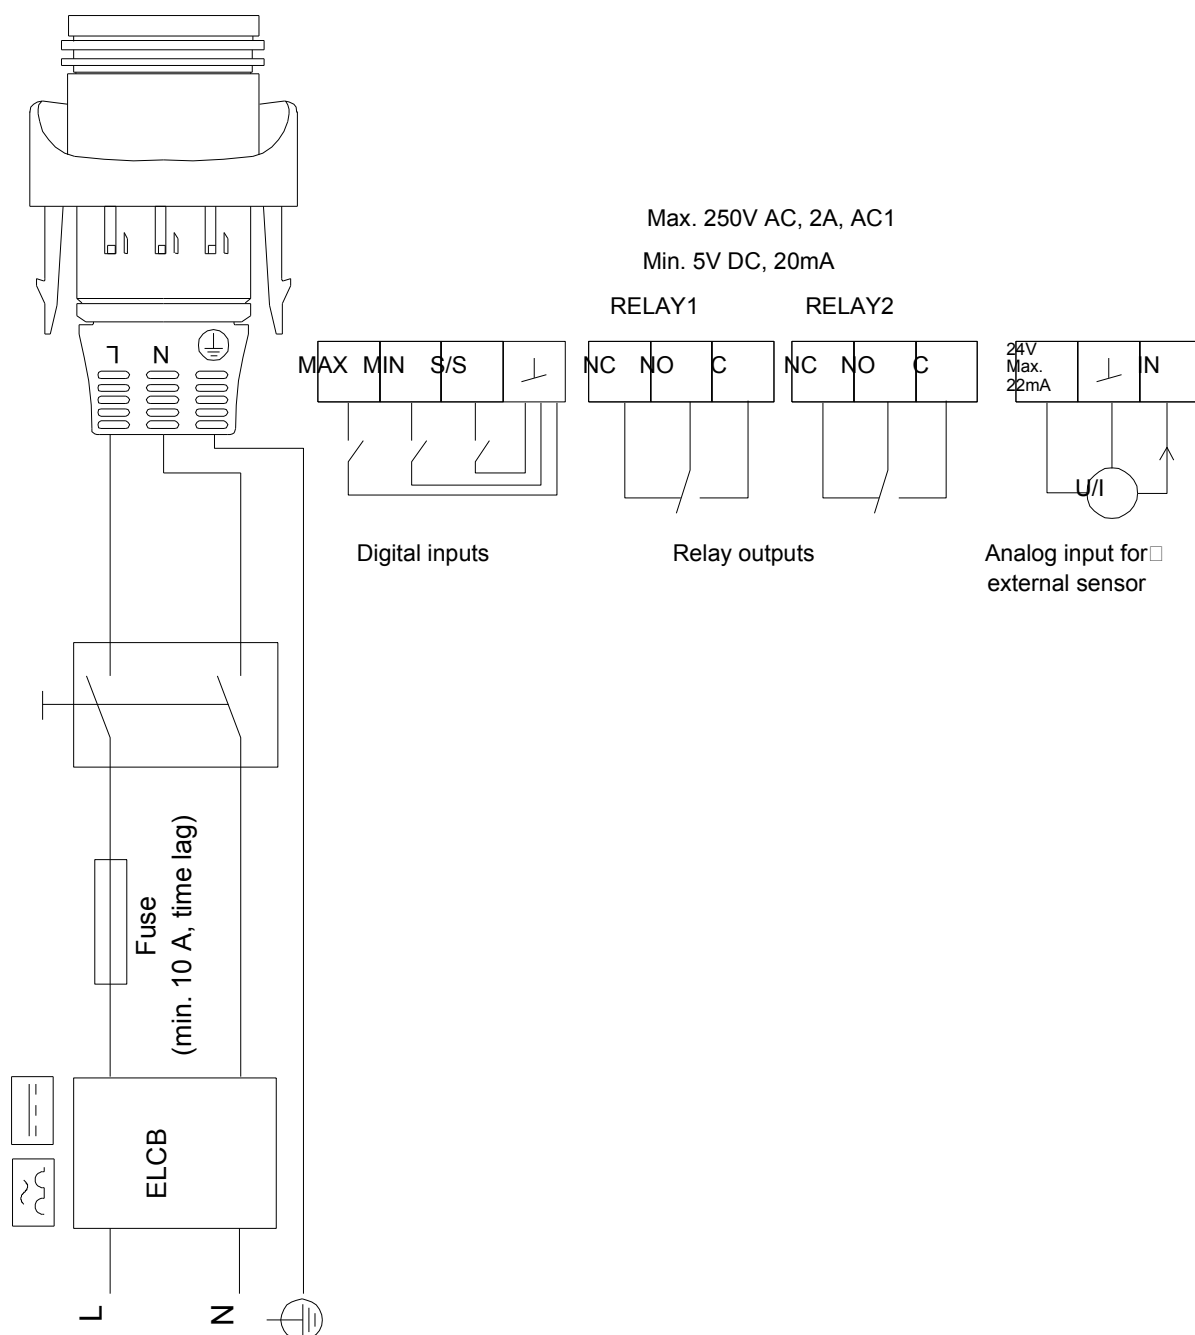 Max. 250V AC, 2A, AC1
Min. 5V DC, 20mA
RELAY1 RELAY2
L N
MAX MIN S/S
NC NO C
NC NO C
24V
Max.
22mA
IN
U/I
Digital inputs
Relay outputs
Analog input for
external sensor
Fuse
(min. 10 A, time lag)
ELCB
L N